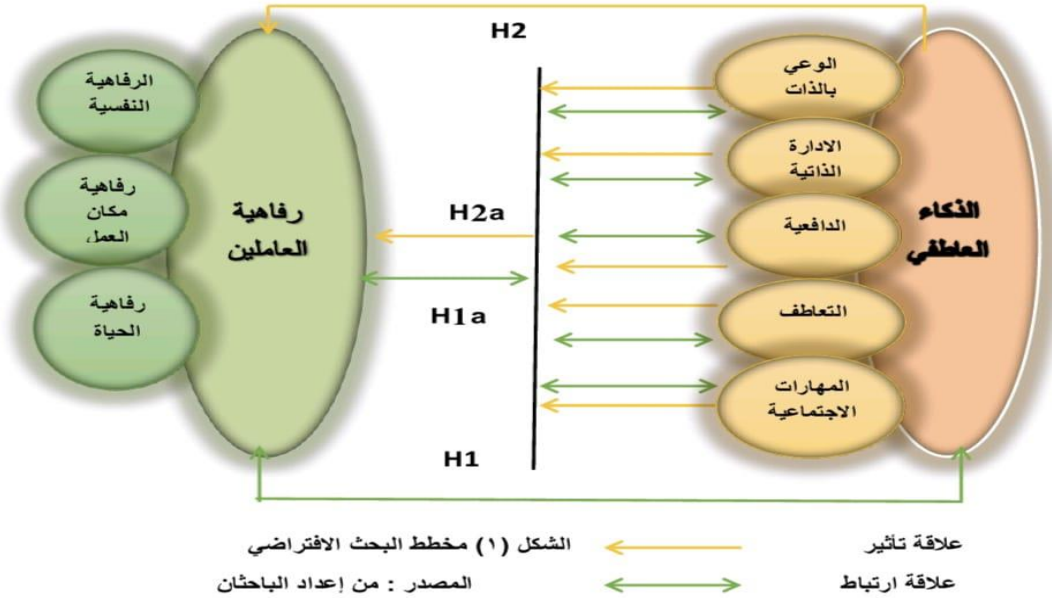 H2
الوعي
بالذات
الادارة
الذاتية
الدافعية
التعاطف
المهارات
الاجتماعية
الذكاء
العاطفي
H2a
H1a
H1
رفاهية
العاملين
الرفاهية
النفسية
رفاهية
مكان
العمل
رفاهية
الحياة
علاقة تأثير
الشكل (١) مخطط البحث الافتراضي
علاقة ارتباط
المصدر : من إعداد الباحثان